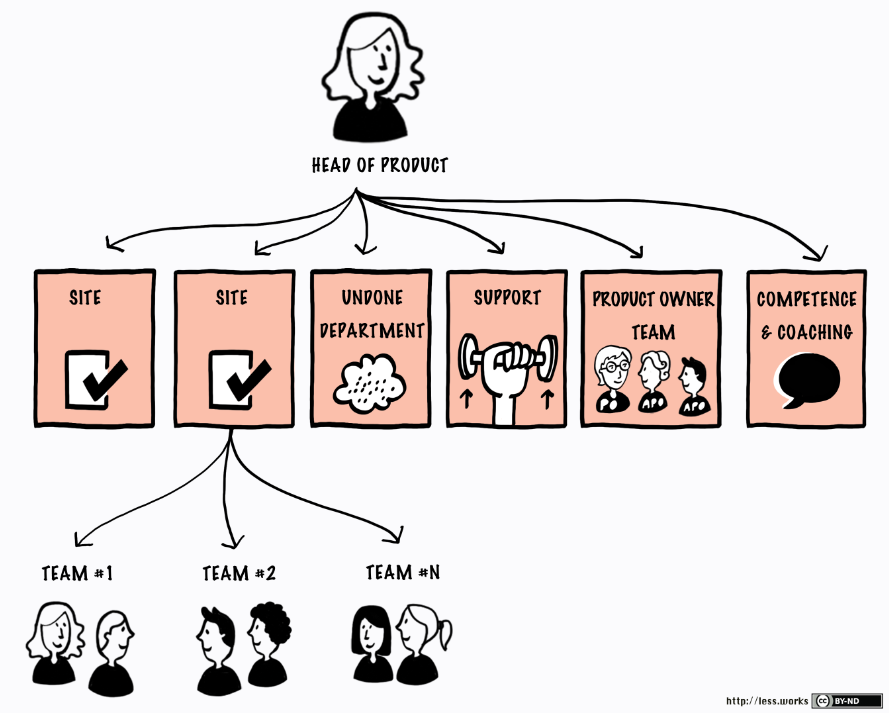 HEAD OF PRODUCT
SITE
SITE
UNDONE
DEPARTMENT
SUPPORT
PRODUCT OWNER
TEAM
PO
APO
APO
COMPETENCE
& COACHING
TEAM #1
TEAM #2
TEAM #N
http://less.works
cc BY-ND